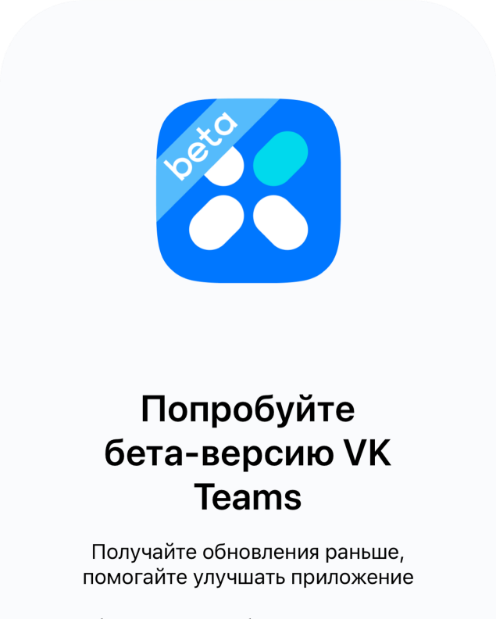 beta
Попробуйте
бета-версию VK
Teams
Получайте обновления раньше,
помогайте улучшать приложение